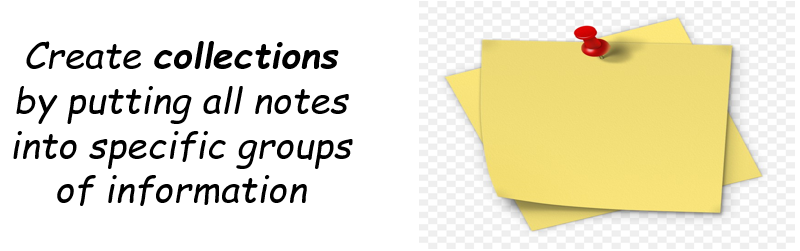 Create collections
by putting all notes
into specific groups
of information